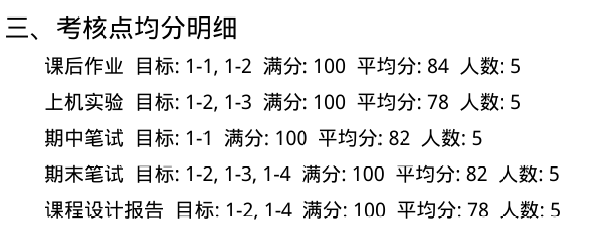 三、考核点均分明细
课后作业 目标: 1-1, 1-2 满分: 100 平均分: 84 人数: 5
上机实验 目标: 1-2, 1-3 满分: 100 平均分: 78 人数: 5
期中笔试 目标: 1-1 满分: 100 平均分: 82 人数: 5
期末笔试 目标: 1-2, 1-3, 1-4 满分: 100 平均分: 82 人数: 5
课程设计报告 目标: 1-2, 1-4 满分: 100 平均分: 78 人数: 5